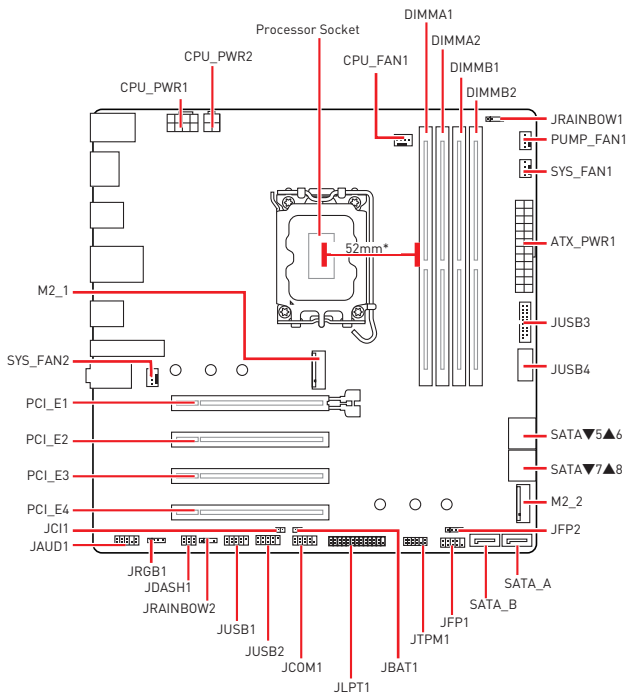 DIMMA1
Processor Socket
DIMMA2
CPU_PWR2
CPU_FAN1
DIMMB1
CPU_PWR1
DIMMB2
JRAINBOW1
PUMP_FAN1
SYS_FAN1
52mm*
ATX_PWR1
M2_1
JUSB3
SYS_FAN2
JUSB4
PCI_E1
PCI_E2
SATA▼5▲6
PCI_E3
SATA▼7▲8
PCI_E4
M2_2
JCI1
JFP2
JAUD1
JRGB1
JDASH1
SATA_A
JRAINBOW2
SATA_B
JUSB1
JFP1
JTPM1
JUSB2
JCOM1
JBAT1
JLPT1